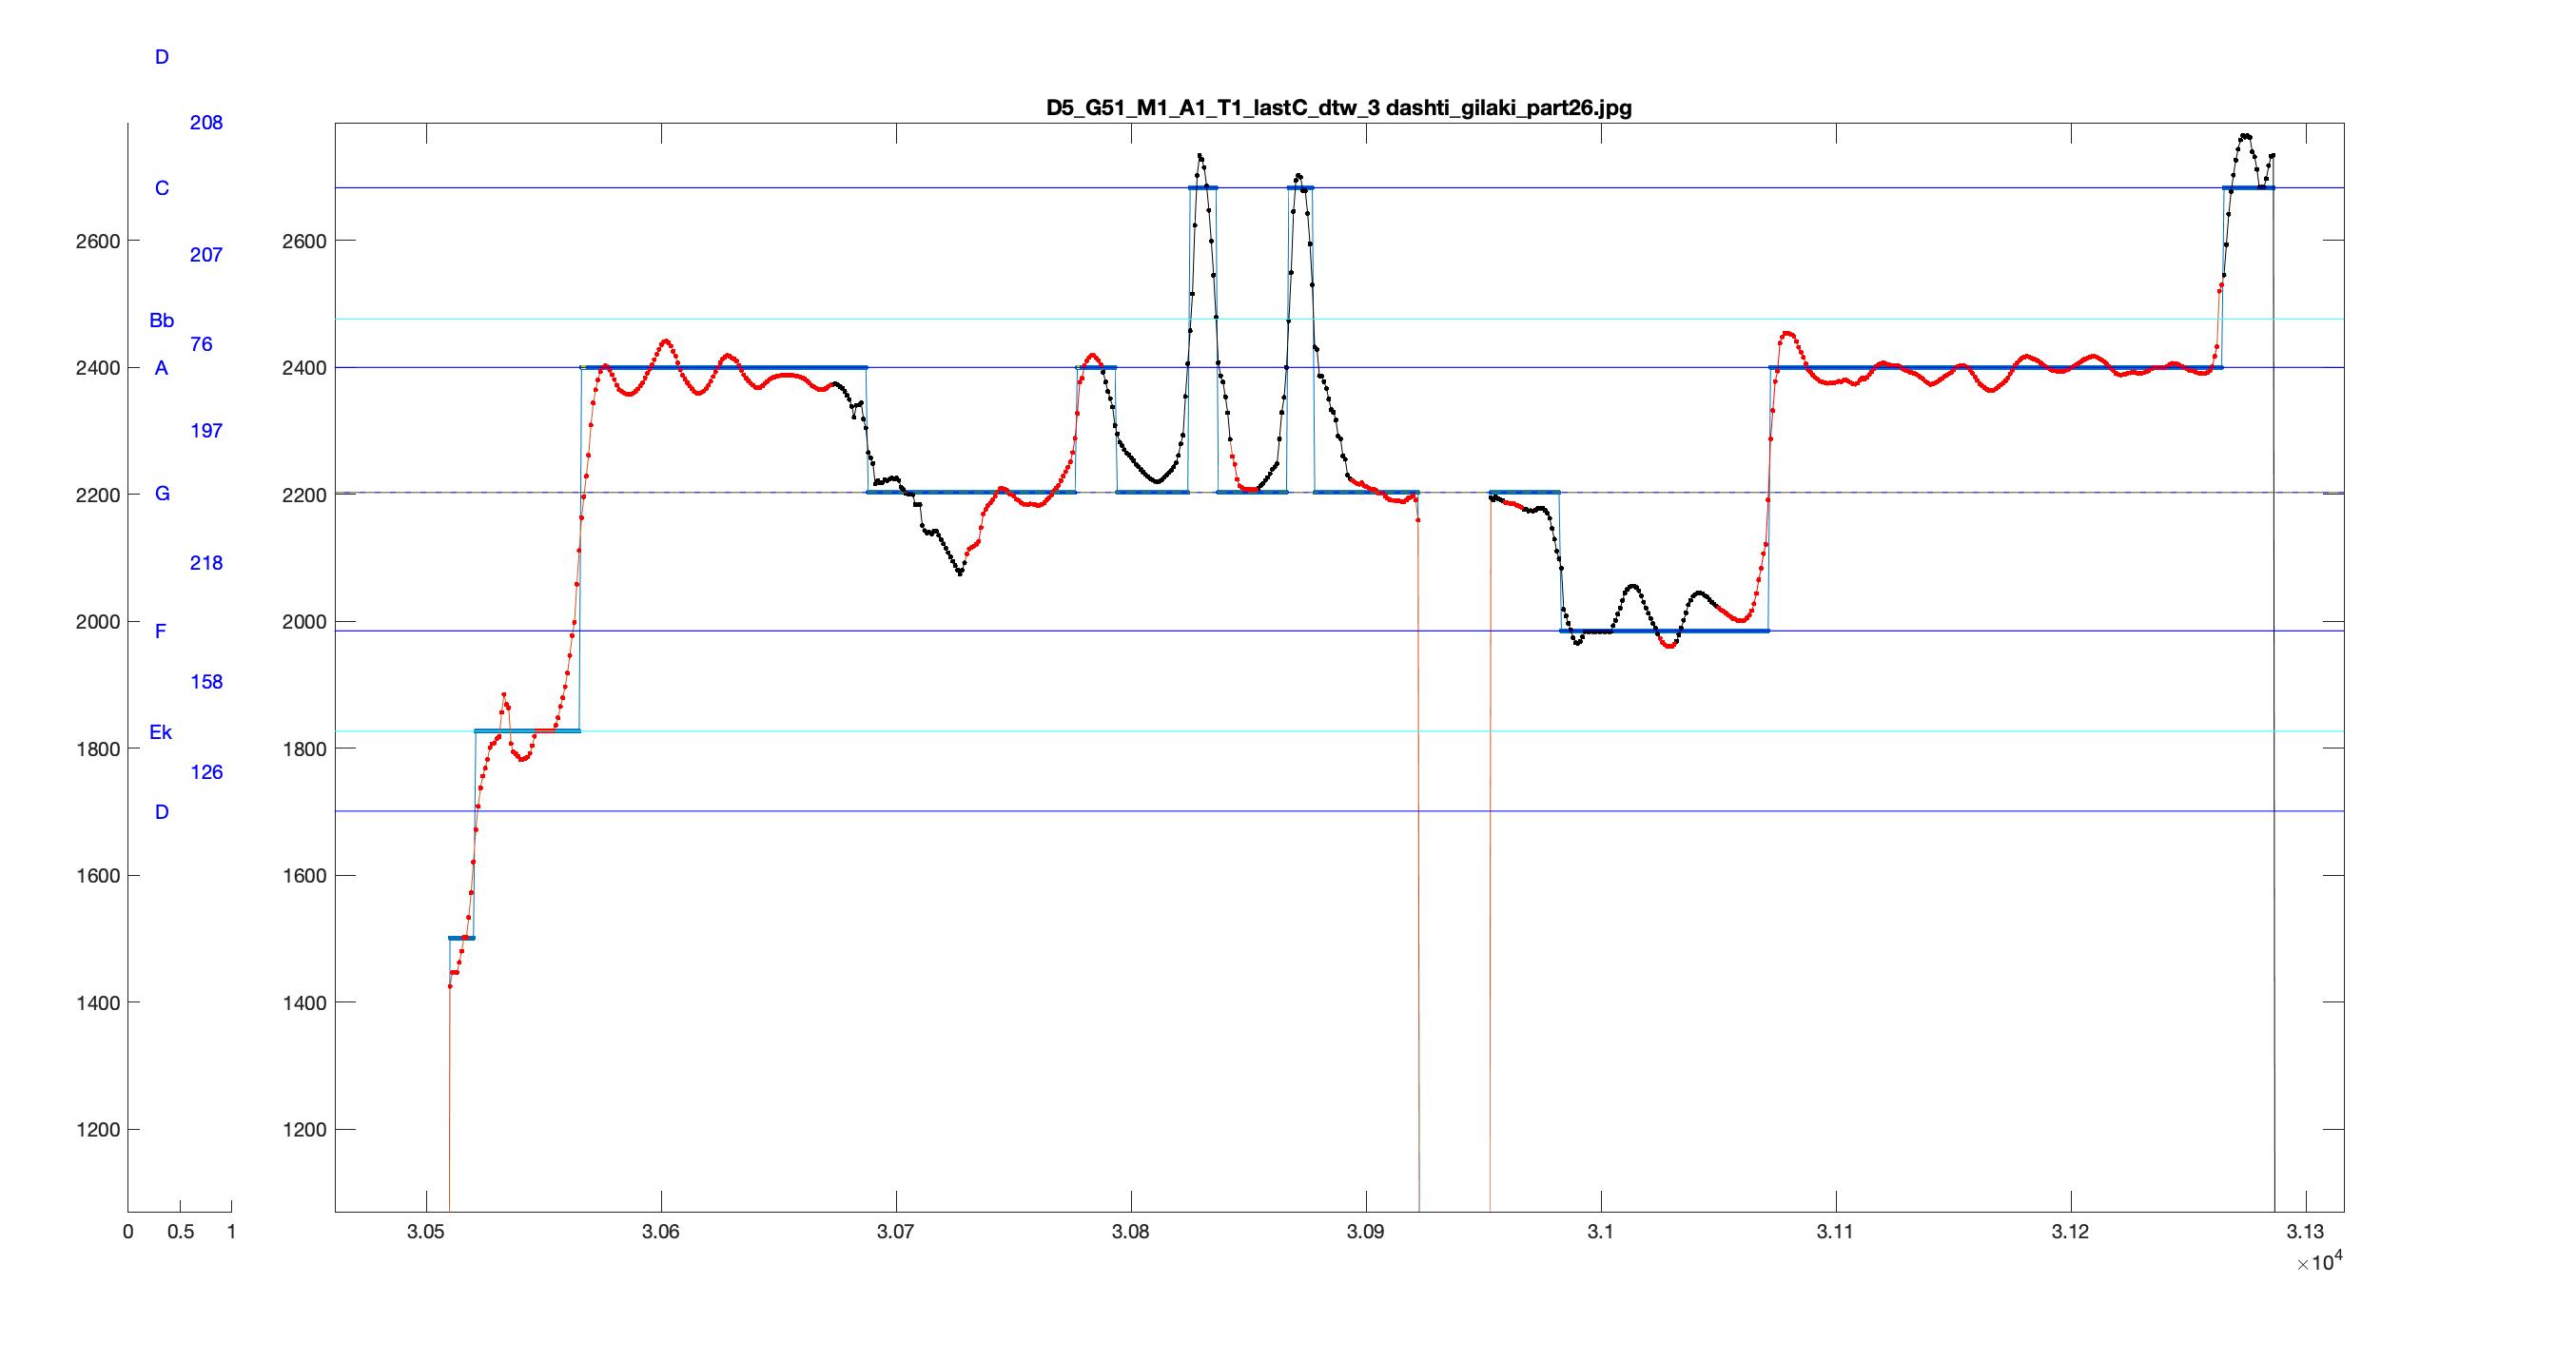 D5_G51_M1_A1_T1_lastC_dtw_3 dashti_gilaki_part26.jpg
D
208
C
207
Bb
76
A
197
G
218
F
158
Ek
126
D
2600
2400
2200
2000
1800
1600
1400
1200
0 0.5 1
2600
2400
2200
2000
1800
1600
1400
1200
3.05 3.06 3.07 3.08 3.09 3.1 3.11 3.12 3.13
×10⁴